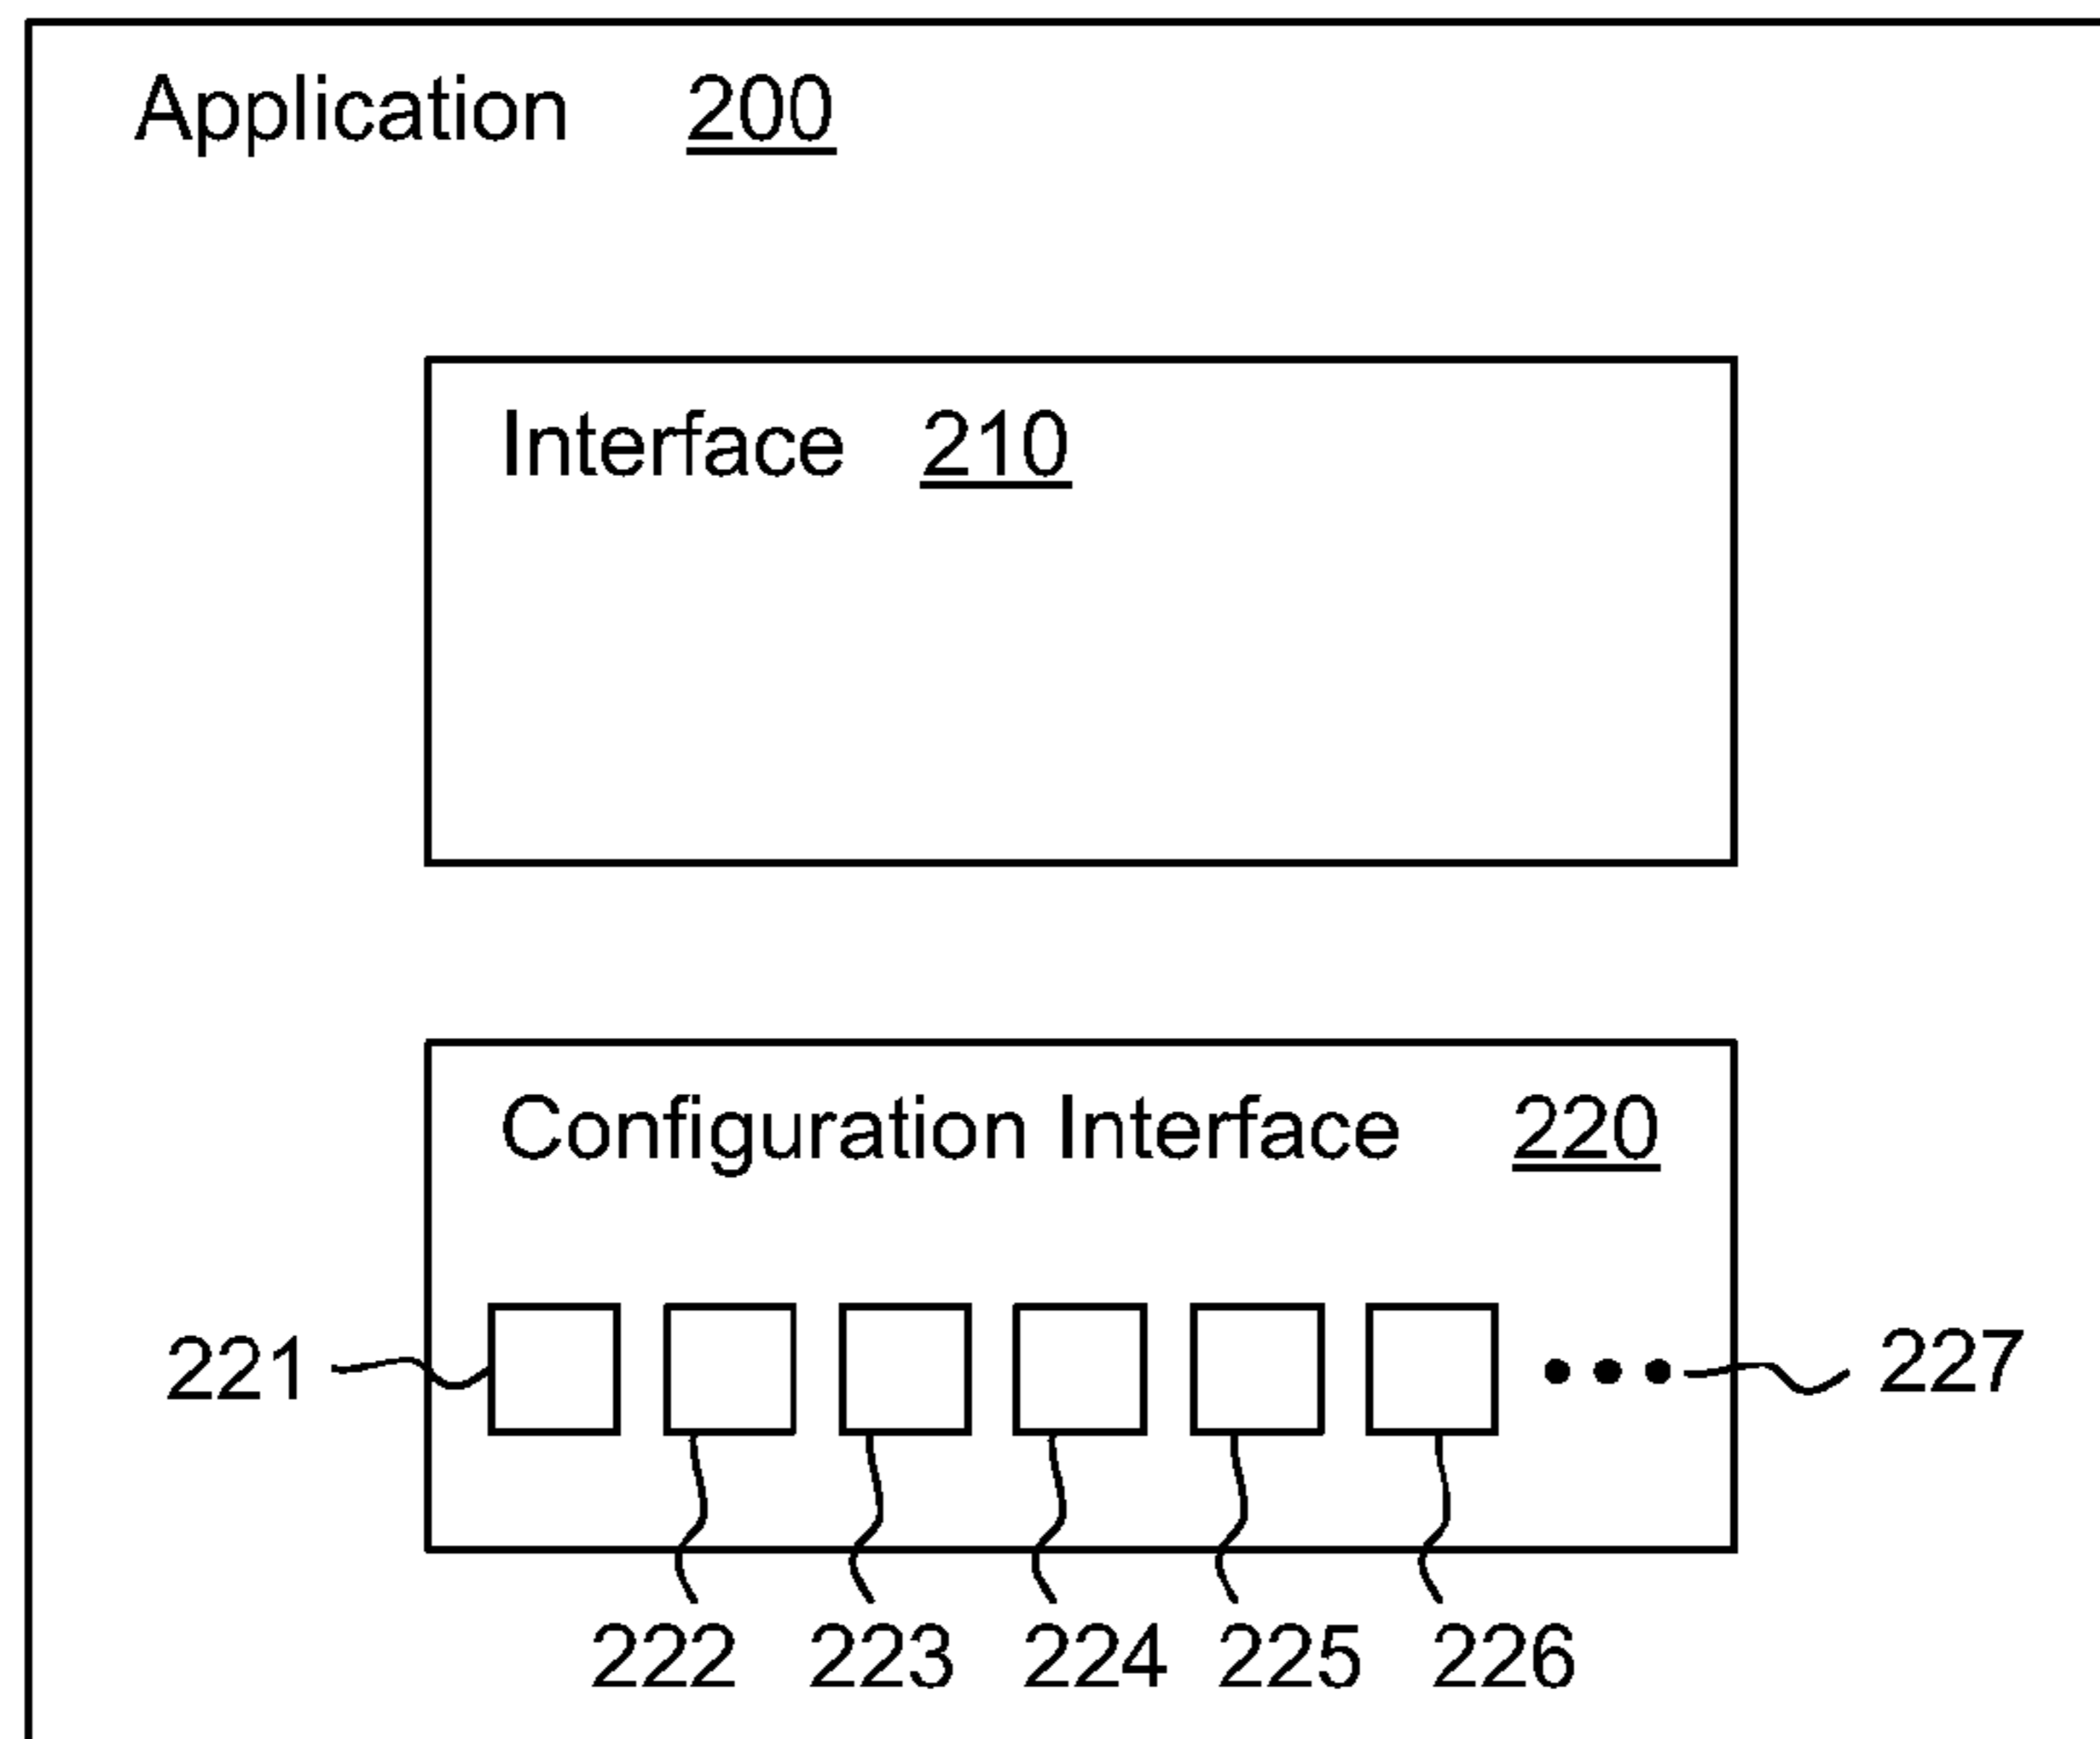 Application 200
Interface 210
Configuration Interface 220
221
227
222 223 224 225 226